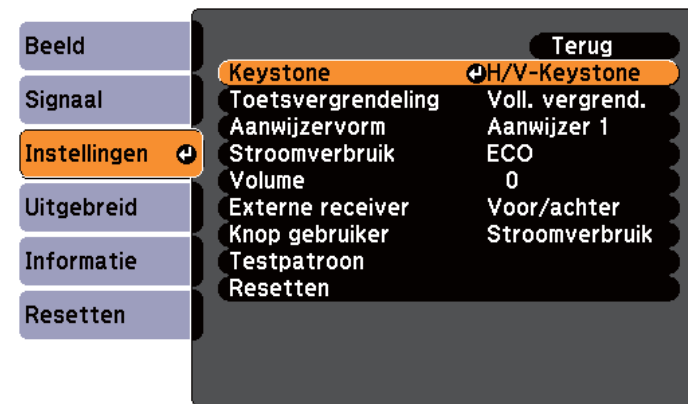 Beeld
Signaal
Instellingen
Uitgebreid
Informatie
Resetten
Terug
Keystone H/V-Keystone
Toetsvergrendeling Voll. vergrend.
Aanwijzervorm Aanwijzer 1
Stroomverbruik ECO
Volume 0
Externe receiver Voor/achter
Knop gebruiker Stroomverbruik
Testpatroon
Resetten